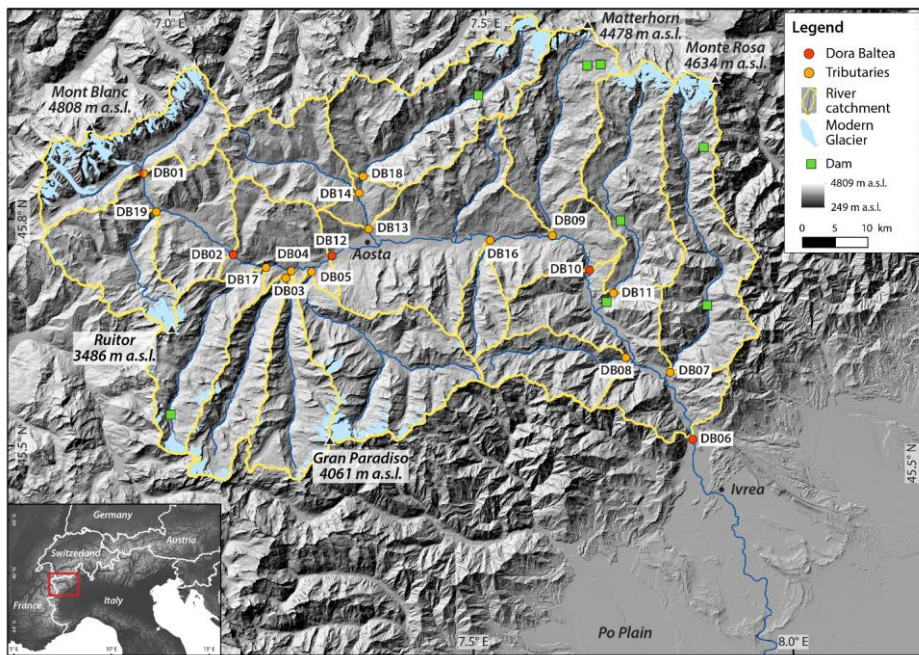 7.0 °E
7.5 °E
Matterhorn
4478 m a.s.l.
Monte Rosa
4634 m a.s.l.
Mont Blanc
4808 m a.s.l.
Legend
Dora Baltea
Tributaries
River
catchment
Modern
Glacier
Dam
4809 m a.s.l.
249 m a.s.l.
0 5 10
km
45.8 °N
45.8° N
DB01
DB18
DB14
DB19
DB13
DB09
DB12
Aosta
DB02
DB04
DB16
DB17
DB05
DB10
DB03
DB11
Ruitor
3486 m a.s.l.
DB08
DB07
Gran Paradiso
4061 m a.s.l.
DB06
45.5 °N
45.5° N
Ivrea
Po Plain
7.5 °E
8.0 °E
Germany
Switzerland
Austria
France
Italy